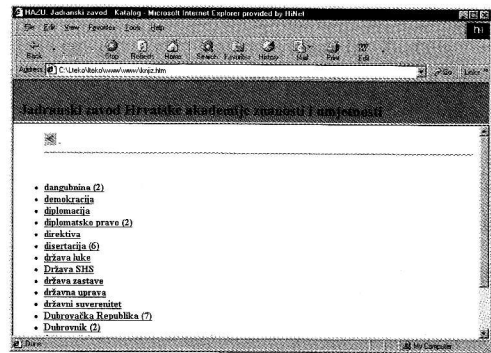 HAZU. Jadranski zavod - Katalog - Microsoft Internet Explorer provided by HiNet
File Edit View Favorites Tools Help
Back Stop Refresh Home Search Favorites History Mail Print Edit
Address C:\Lteko\lteko\www\www\knjiz.htm Go Links
Jadranski zavod Hrvatske akademije znanosti i umjetnosti
dangubnina (2)
demokracija
diplomacija
diplomatsko pravo (2)
direktiva
disertacija (6)
država luke
Država SHS
država zastave
državna uprava
državni suverenitet
Dubrovačka Republika (7)
Dubrovnik (2)
Done My Computer